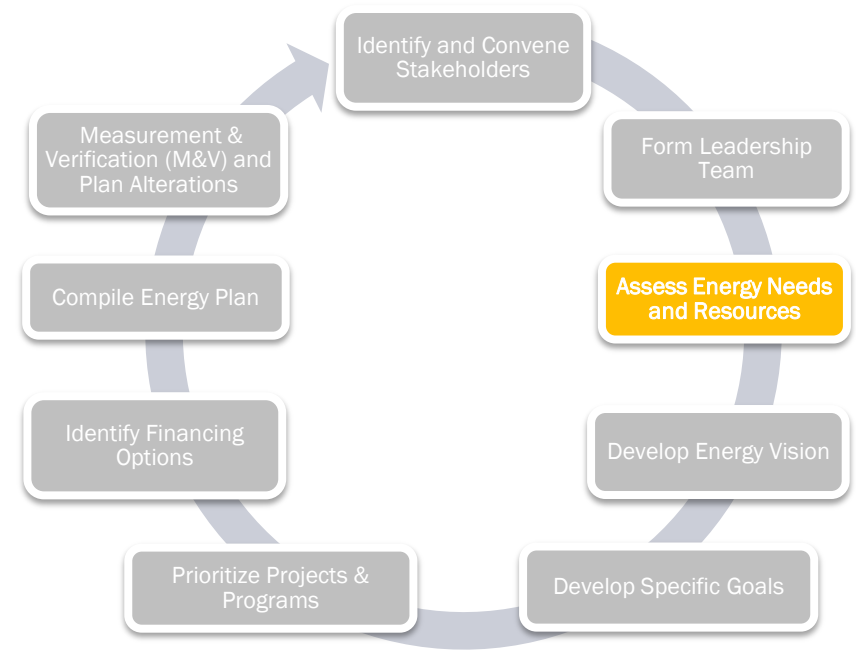 Identify and Convene
Stakeholders
Form Leadership
Team
Assess Energy Needs
and Resources
Develop Energy Vision
Develop Specific Goals
Prioritize Projects &
Programs
Identify Financing
Options
Compile Energy Plan
Measurement &
Verification (M&V) and
Plan Alterations